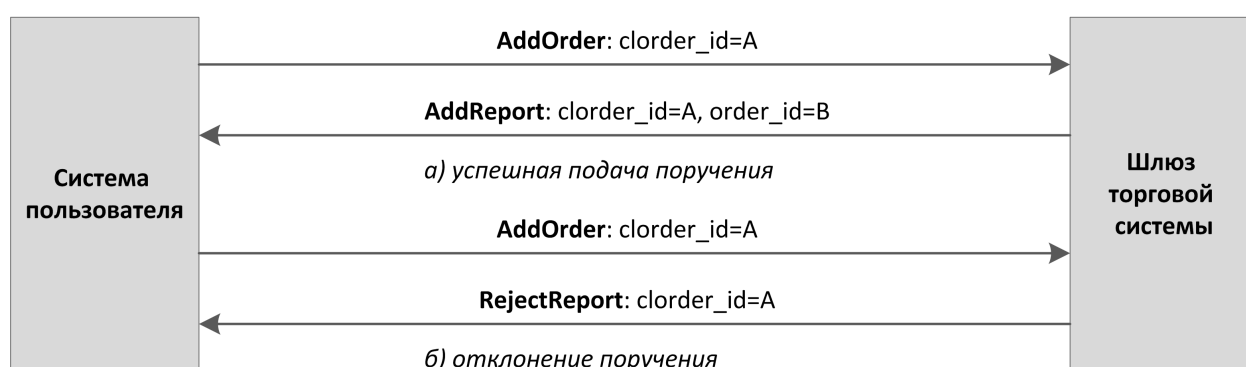 AddOrder: clorder_id=A
AddReport: clorder_id=A, order_id=B
а) успешная подача поручения
Система
пользователя
Шлюз
торговой
системы
AddOrder: clorder_id=A
RejectReport: clorder_id=A
б) отклонение поручения